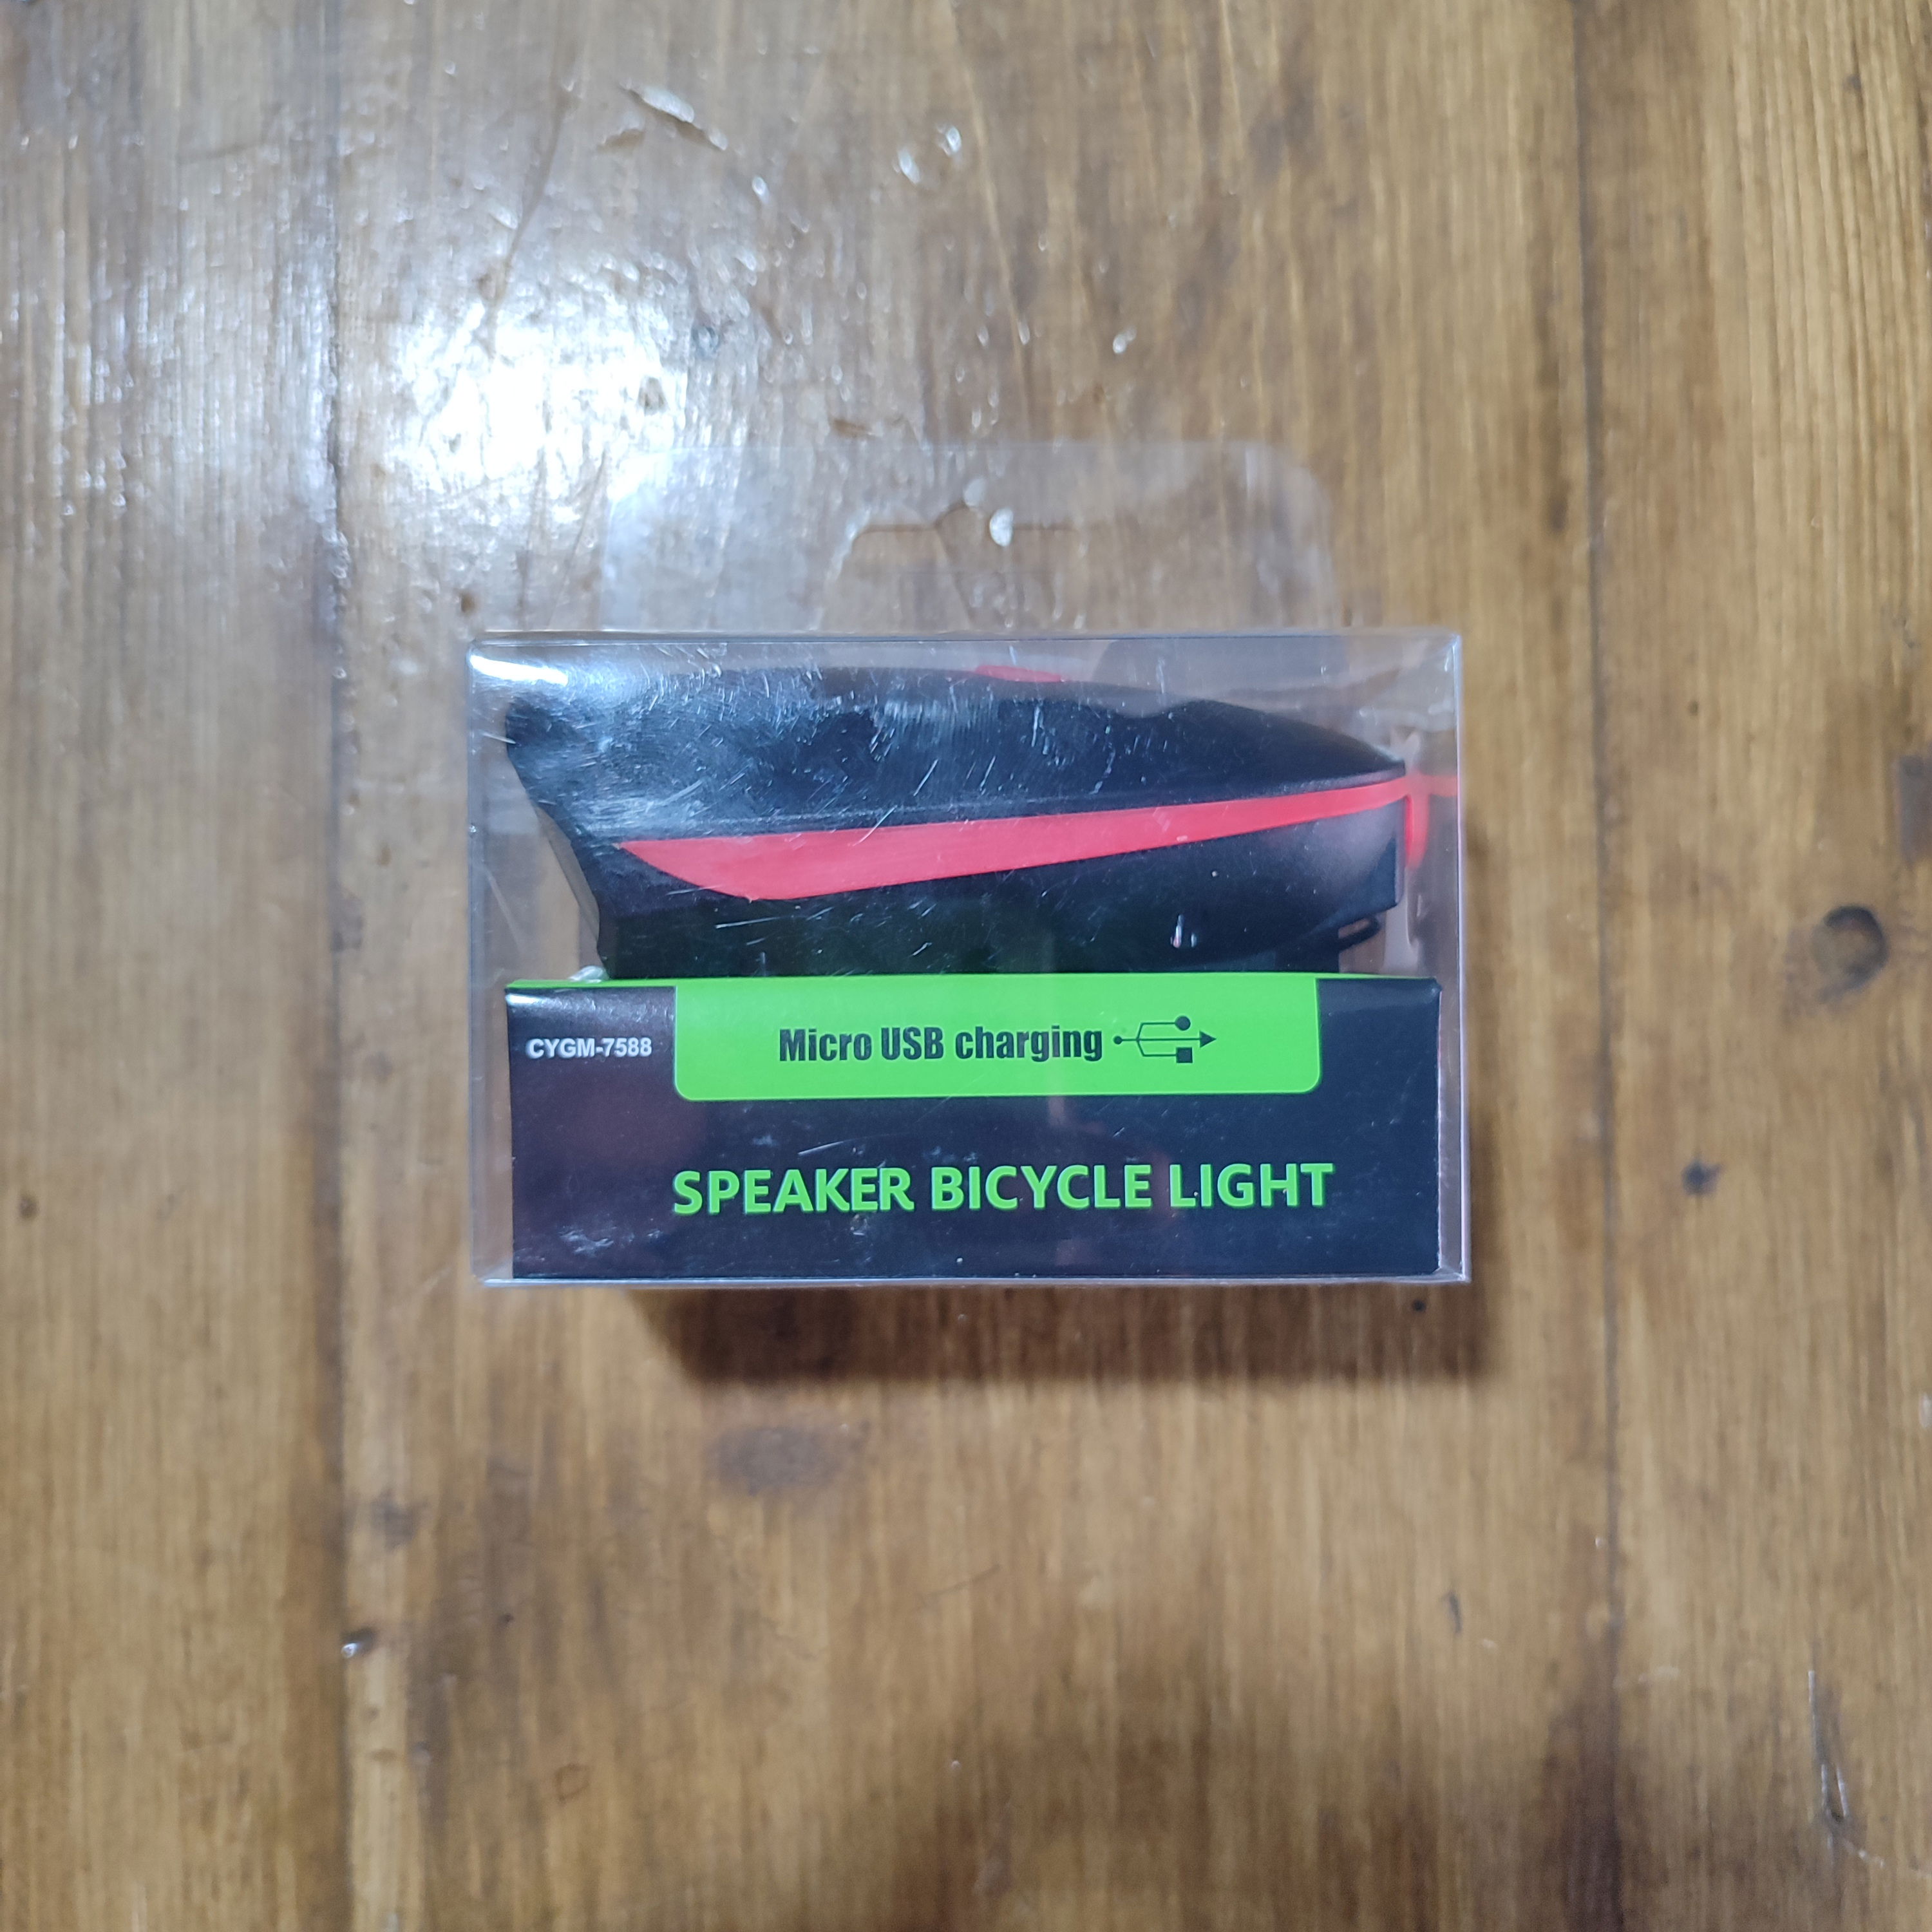 CYGM-7588
Micro USB charging
SPEAKER BICYCLE LIGHT